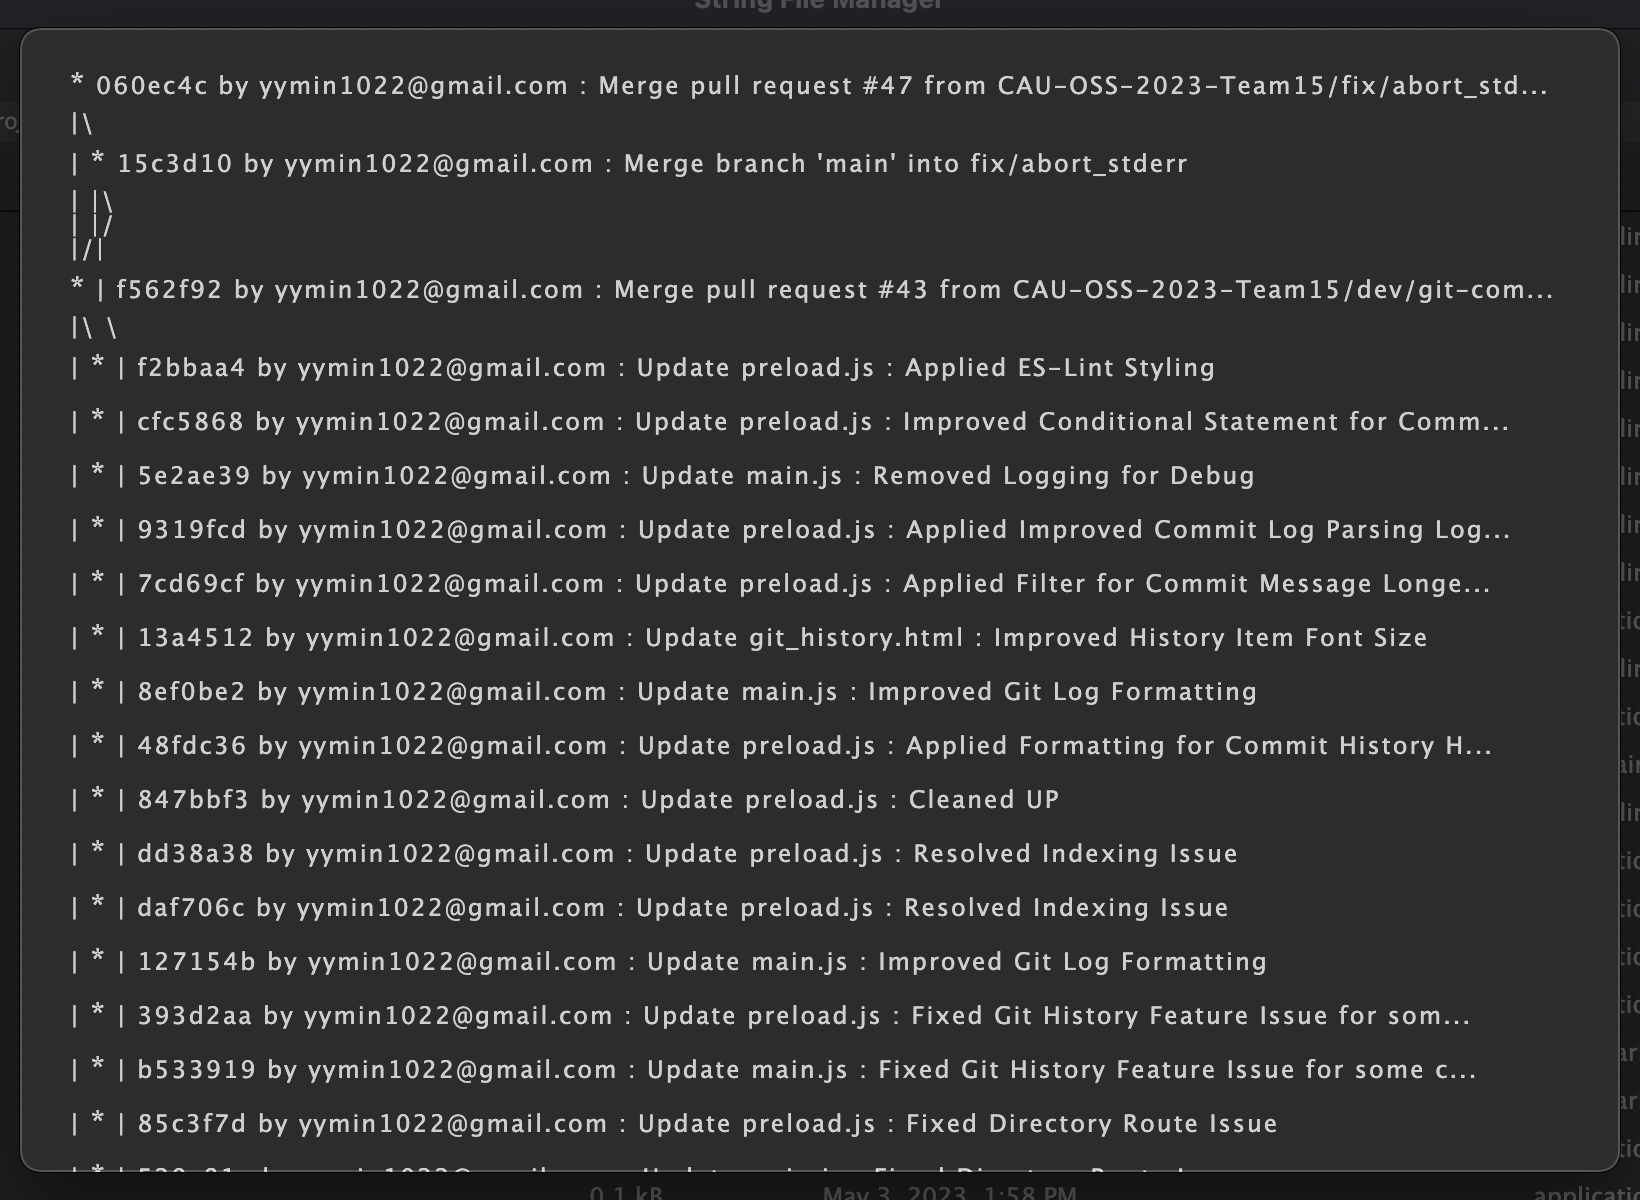 String File Manager
* 060ec4c by yymin1022@gmail.com : Merge pull request #47 from CAU-OSS-2023-Team15/fix/abort_std...
|\
| * 15c3d10 by yymin1022@gmail.com : Merge branch 'main' into fix/abort_stderr
| |\
| |/
|/|
* | f562f92 by yymin1022@gmail.com : Merge pull request #43 from CAU-OSS-2023-Team15/dev/git-com...
|\ \
| * | f2bbaa4 by yymin1022@gmail.com : Update preload.js : Applied ES-Lint Styling
| * | cfc5868 by yymin1022@gmail.com : Update preload.js : Improved Conditional Statement for Comm...
| * | 5e2ae39 by yymin1022@gmail.com : Update main.js : Removed Logging for Debug
| * | 9319fcd by yymin1022@gmail.com : Update preload.js : Applied Improved Commit Log Parsing Log...
| * | 7cd69cf by yymin1022@gmail.com : Update preload.js : Applied Filter for Commit Message Longe...
| * | 13a4512 by yymin1022@gmail.com : Update git_history.html : Improved History Item Font Size
| * | 8ef0be2 by yymin1022@gmail.com : Update main.js : Improved Git Log Formatting
| * | 48fdc36 by yymin1022@gmail.com : Update preload.js : Applied Formatting for Commit History H...
| * | 847bbf3 by yymin1022@gmail.com : Update preload.js : Cleaned UP
| * | dd38a38 by yymin1022@gmail.com : Update preload.js : Resolved Indexing Issue
| * | daf706c by yymin1022@gmail.com : Update preload.js : Resolved Indexing Issue
| * | 127154b by yymin1022@gmail.com : Update main.js : Improved Git Log Formatting
| * | 393d2aa by yymin1022@gmail.com : Update preload.js : Fixed Git History Feature Issue for som...
| * | b533919 by yymin1022@gmail.com : Update main.js : Fixed Git History Feature Issue for some c...
| * | 85c3f7d by yymin1022@gmail.com : Update preload.js : Fixed Directory Route Issue
0.1 kB May 3, 2023, 1:58 PM